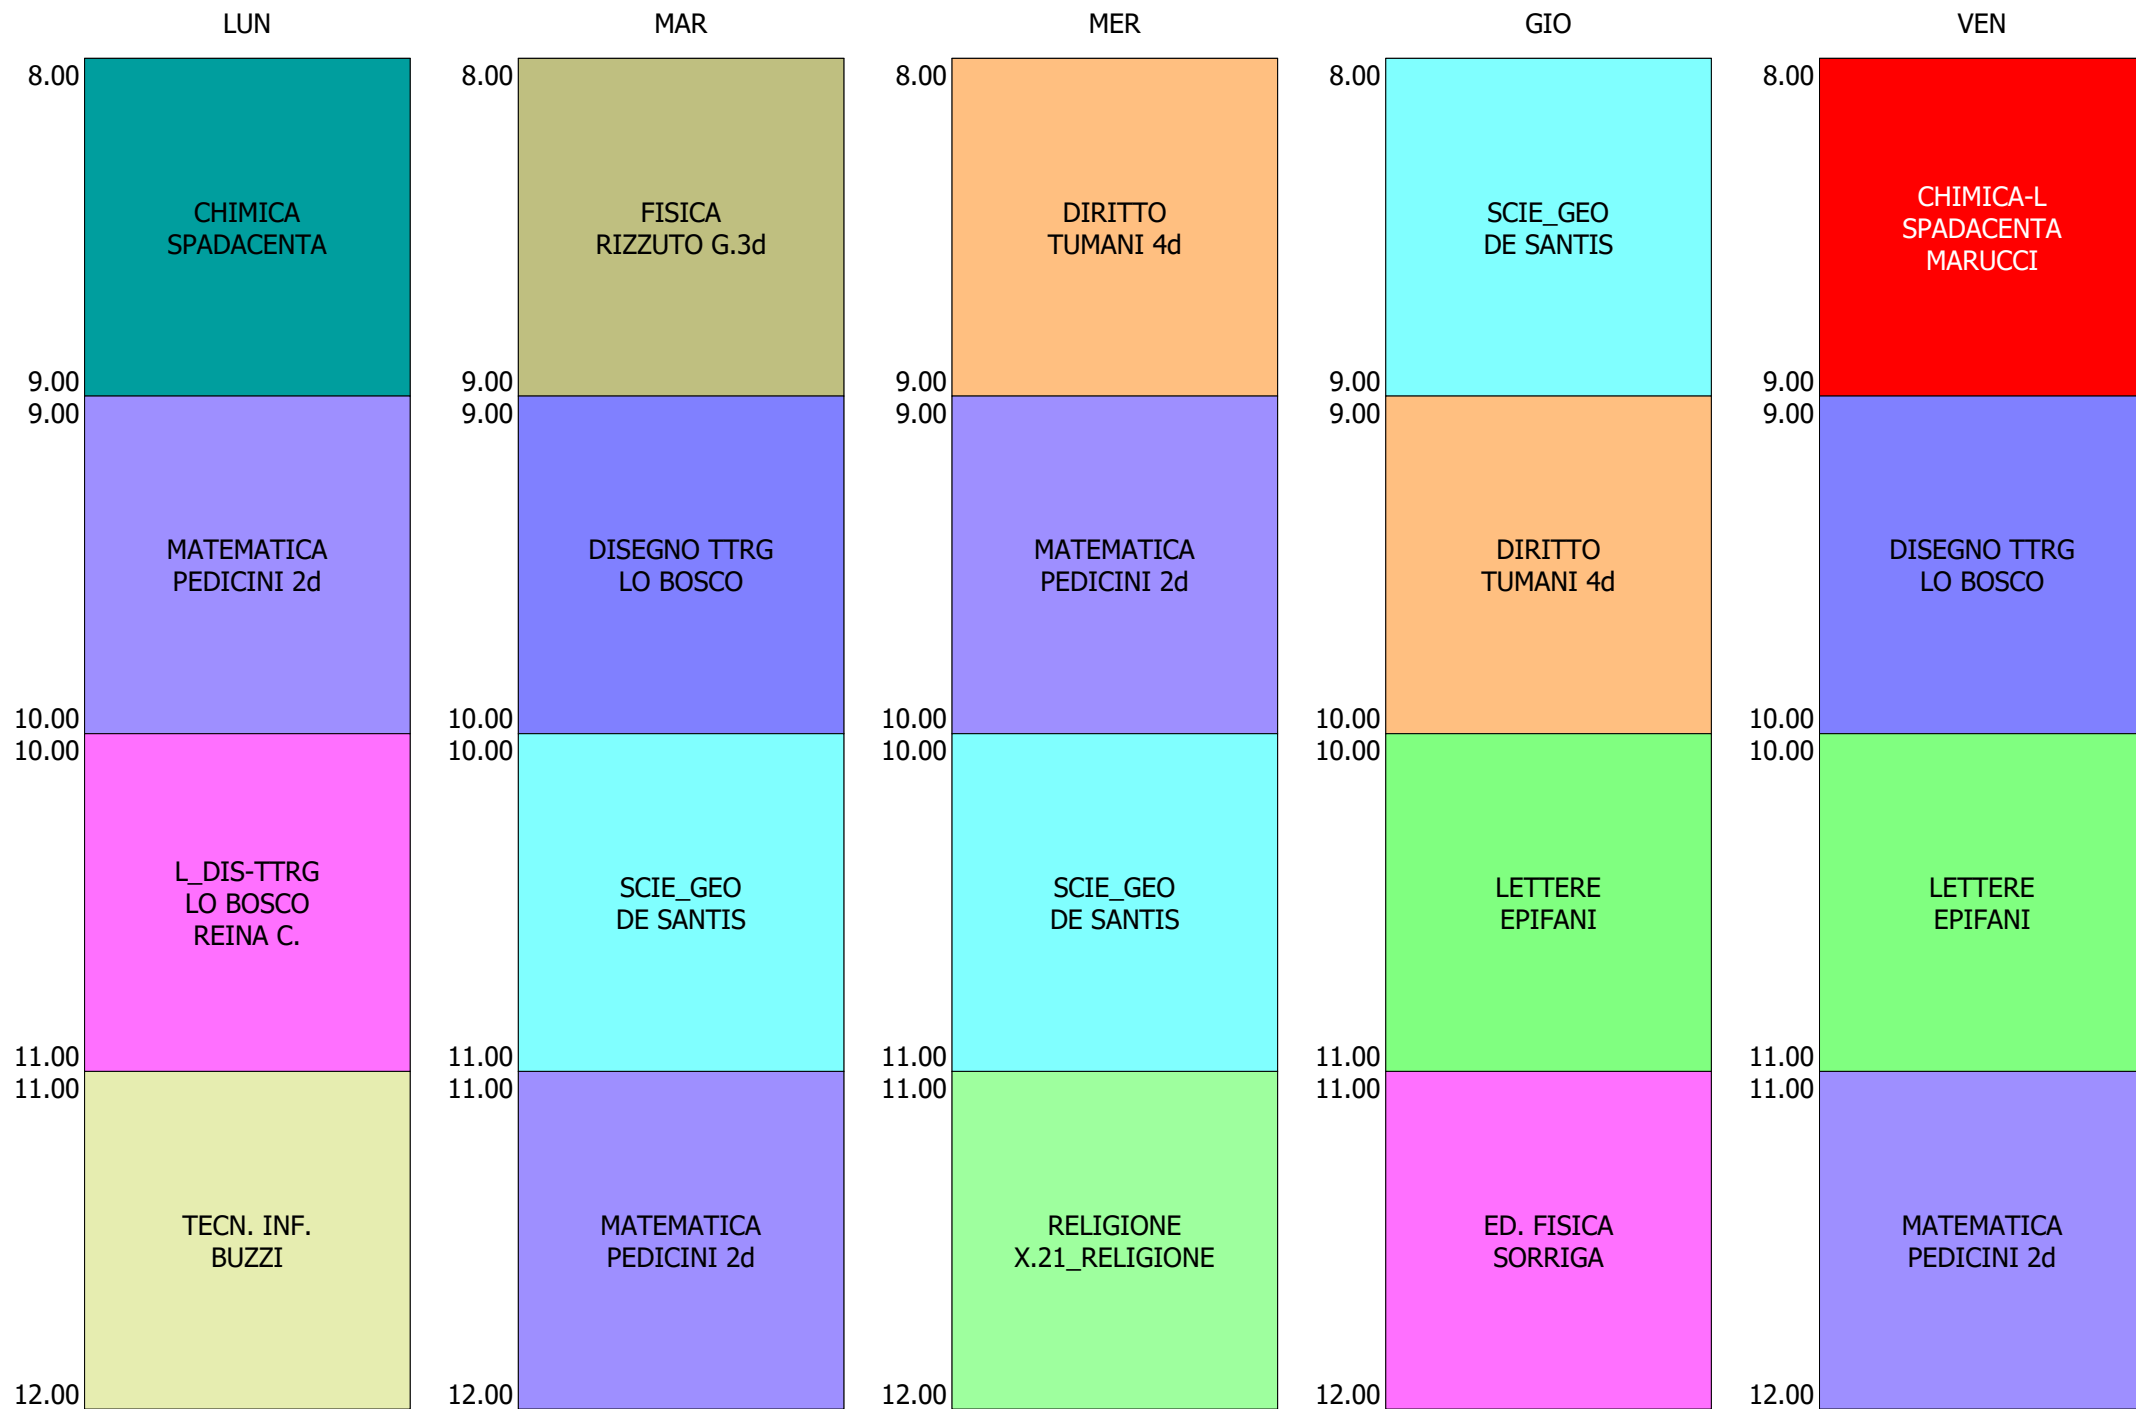 LUN MAR MER GIO VEN
8.00 8.00 8.00 8.00 8.00
CHIMICA
SPADACENTA
FISICA
RIZZUTO G.3d
DIRITTO
TUMANI 4d
SCIE_GEO
DE SANTIS
CHIMICA-L
SPADACENTA
MARUCCI
9.00 9.00 9.00 9.00 9.00
9.00 9.00 9.00 9.00 9.00
MATEMATICA
PEDICINI 2d
DISEGNO TTRG
LO BOSCO
MATEMATICA
PEDICINI 2d
DIRITTO
TUMANI 4d
DISEGNO TTRG
LO BOSCO
10.00 10.00 10.00 10.00 10.00
10.00 10.00 10.00 10.00 10.00
L_DIS-TTRG
LO BOSCO
REINA C.
SCIE_GEO
DE SANTIS
SCIE_GEO
DE SANTIS
LETTERE
EPIFANI
LETTERE
EPIFANI
11.00 11.00 11.00 11.00 11.00
11.00 11.00 11.00 11.00 11.00
TECN. INF.
BUZZI
MATEMATICA
PEDICINI 2d
RELIGIONE
X.21_RELIGIONE
ED. FISICA
SORRIGA
MATEMATICA
PEDICINI 2d
12.00 12.00 12.00 12.00 12.00